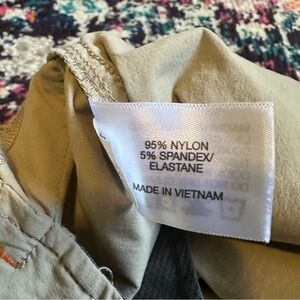 95% NYLON
5% SPANDEX/
ELASTANE
MADE IN VIETNAM